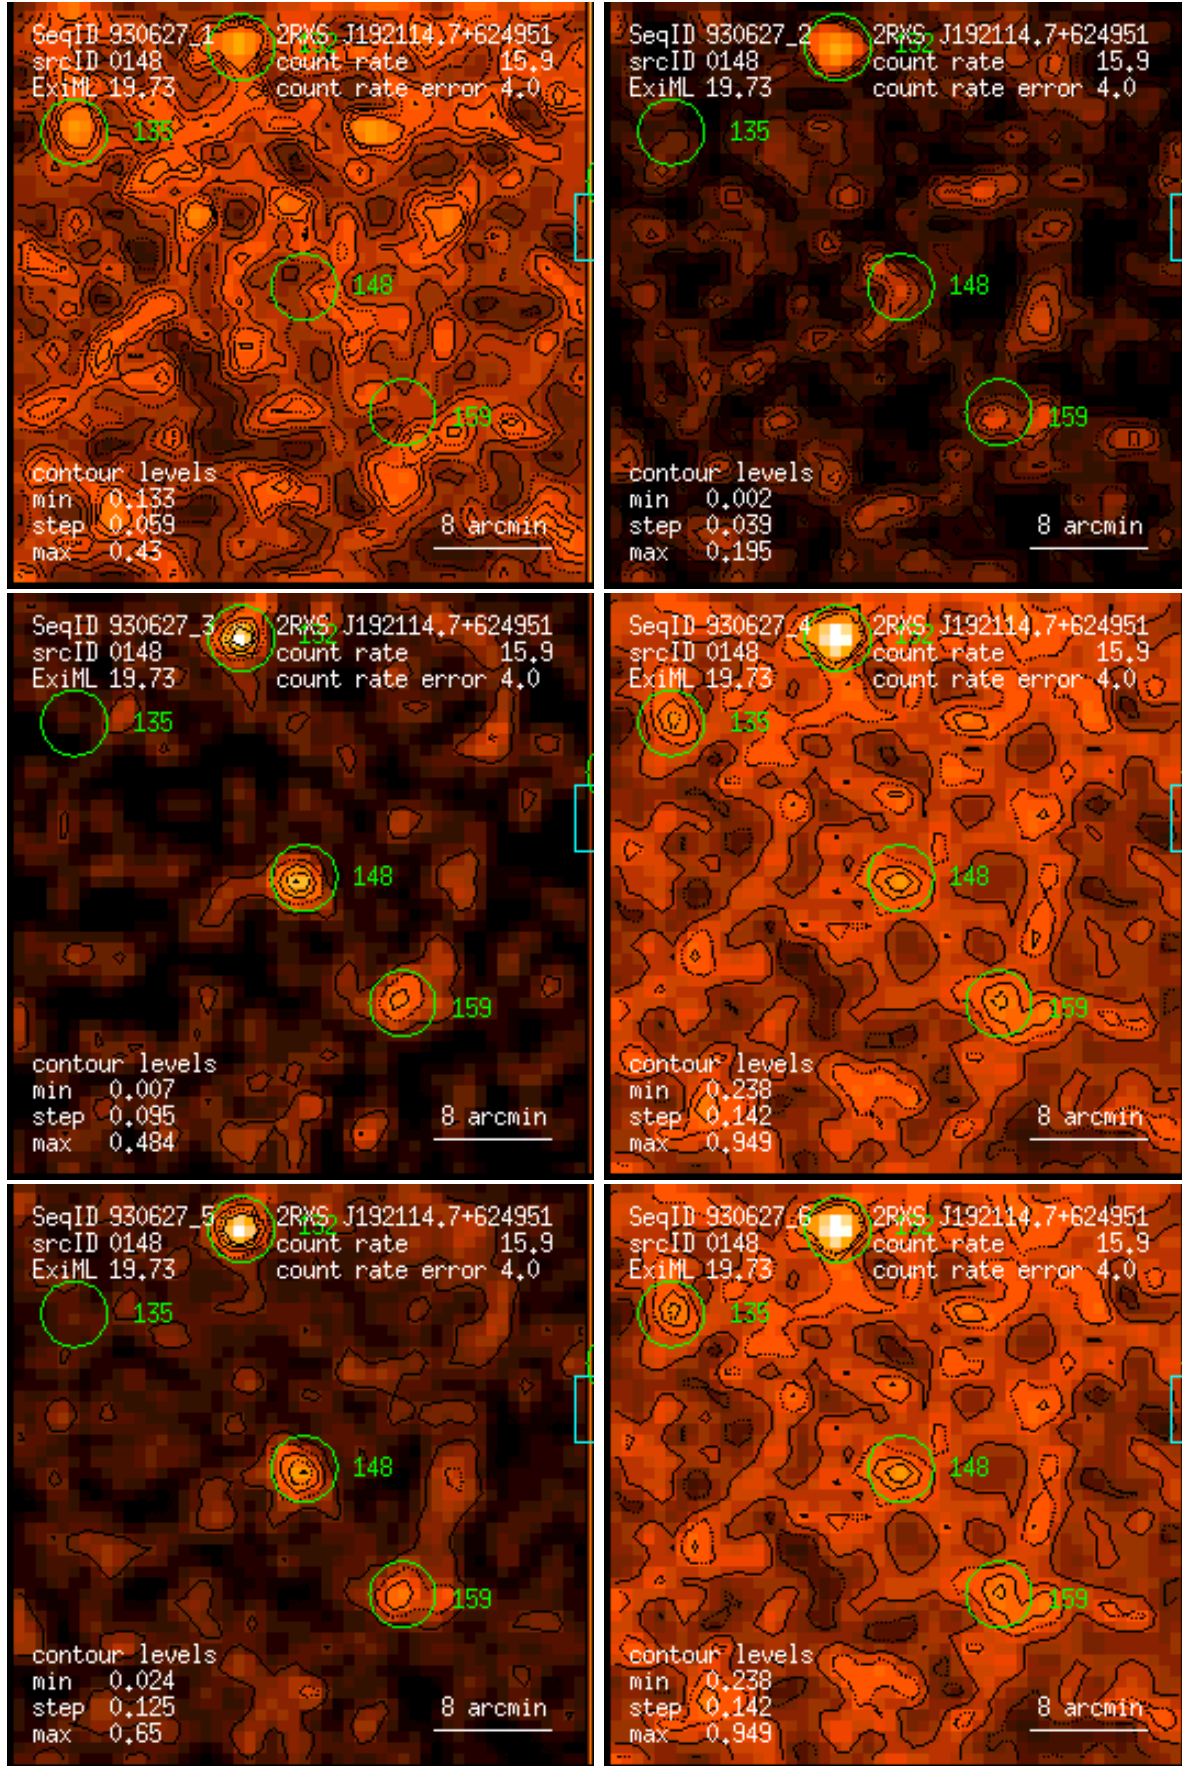 SeqID 930627_1 2RXS J192114.7+624951
srcID 0148 count rate 15.9
ExiML 19.73 count rate error 4.0
135
148
159
contour levels
min 0.133
step 0.059
max 0.43
8 arcmin
SeqID 930627_2 2RXS J192114.7+624951
srcID 0148 count rate 15.9
ExiML 19.73 count rate error 4.0
135
148
159
contour levels
min 0.002
step 0.039
max 0.195
8 arcmin
SeqID 930627_3 2RXS J192114.7+624951
srcID 0148 count rate 15.9
ExiML 19.73 count rate error 4.0
135
148
159
contour levels
min 0.007
step 0.095
max 0.484
8 arcmin
SeqID 930627_4 2RXS J192114.7+624951
srcID 0148 count rate 15.9
ExiML 19.73 count rate error 4.0
135
148
159
contour levels
min 0.238
step 0.142
max 0.949
8 arcmin
SeqID 930627_5 2RXS J192114.7+624951
srcID 0148 count rate 15.9
ExiML 19.73 count rate error 4.0
135
148
159
contour levels
min 0.024
step 0.125
max 0.65
8 arcmin
SeqID 930627_6 2RXS J192114.7+624951
srcID 0148 count rate 15.9
ExiML 19.73 count rate error 4.0
135
148
159
contour levels
min 0.238
step 0.142
max 0.949
8 arcmin